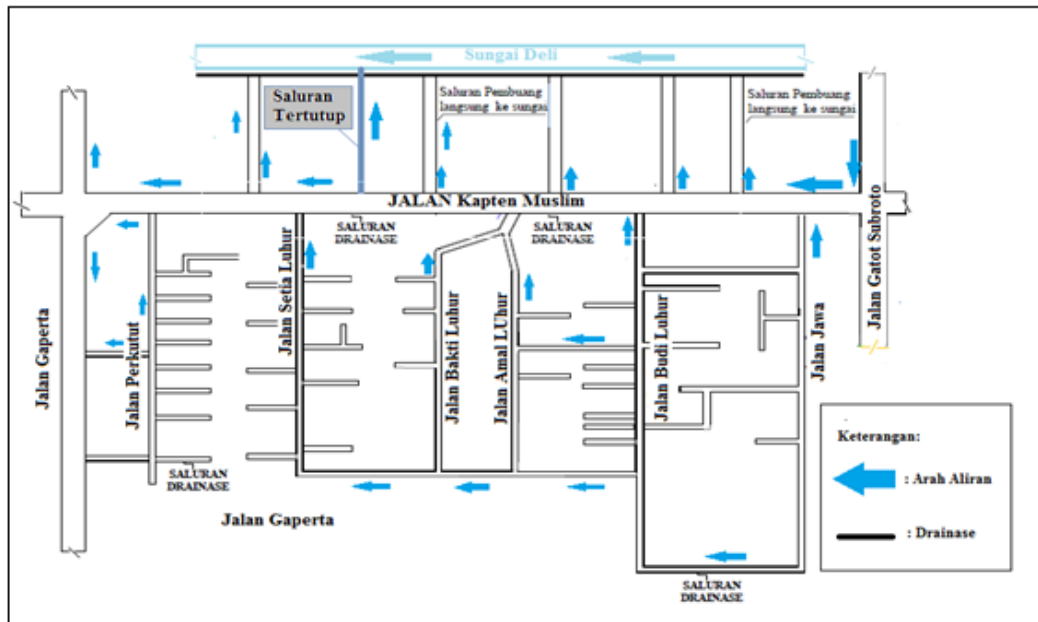 Sungai Deli
Saluran
Tertutup
Saluran Pembuang
langsung ke sungai
Saluran Pembuang
langsung ke sungai
JALAN Kapten Muslim
SALURAN
DRAINASE
SALURAN
DRAINASE
Jalan Gaperta
Jalan Perkutut
Jalan Setia Luhur
Jalan Bakti Luhur
Jalan Amal LUhur
Jalan Budi Luhur
Jalan Jawa
Jalan Gatot Subroto
SALURAN
DRAINASE
Jalan Gaperta
SALURAN
DRAINASE
Keterangan:
: Arah Aliran
: Drainase